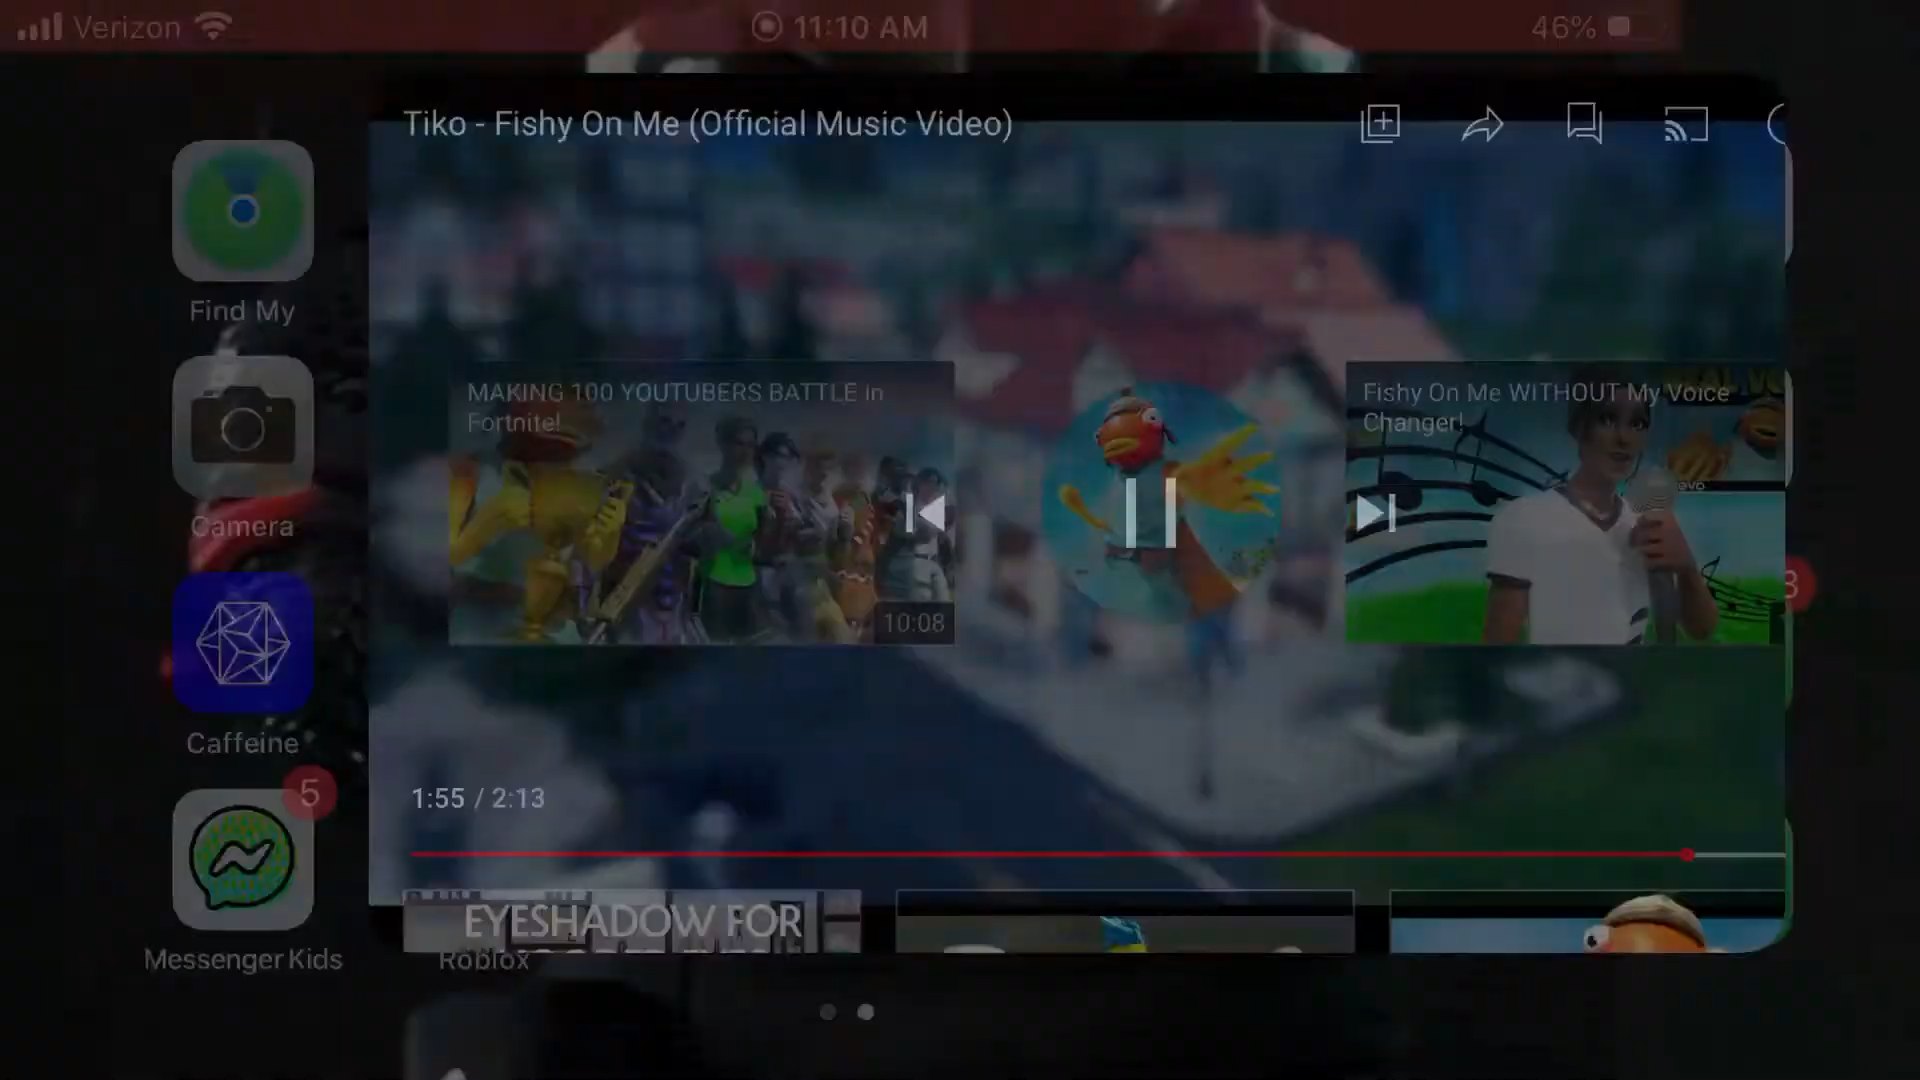 Verizon
11:10 AM
46%
Tiko - Fishy On Me (Official Music Video)
Find My
MAKING 100 YOUTUBERS BATTLE in
Fortnite!
10:08
Fishy On Me WITHOUT My Voice
Changer!
evo
Camera
3
Caffeine
5
1:55 / 2:13
EYESHADOW FOR
Messenger Kids
Roblox